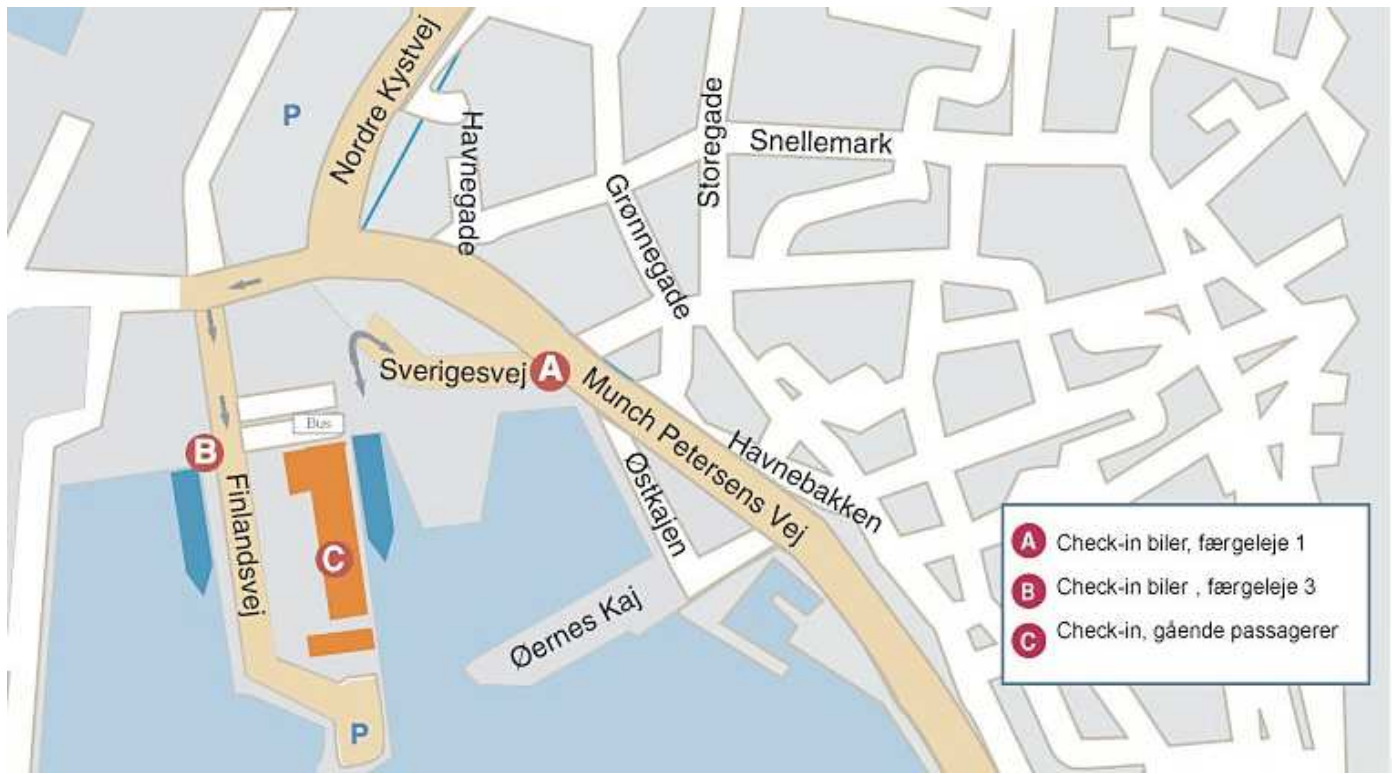 P
Nordre Kystvej
Havnegade
Storegade
Snellemark
Grønnegade
Sverigesvej
A
Munch Petersens Vej
Havnebakken
Bus
B
Finlandsvej
Østkajen
C
Øernes Kaj
P
A Check-in biler, færgeleje 1
B Check-in biler , færgeleje 3
C Check-in, gående passagerer